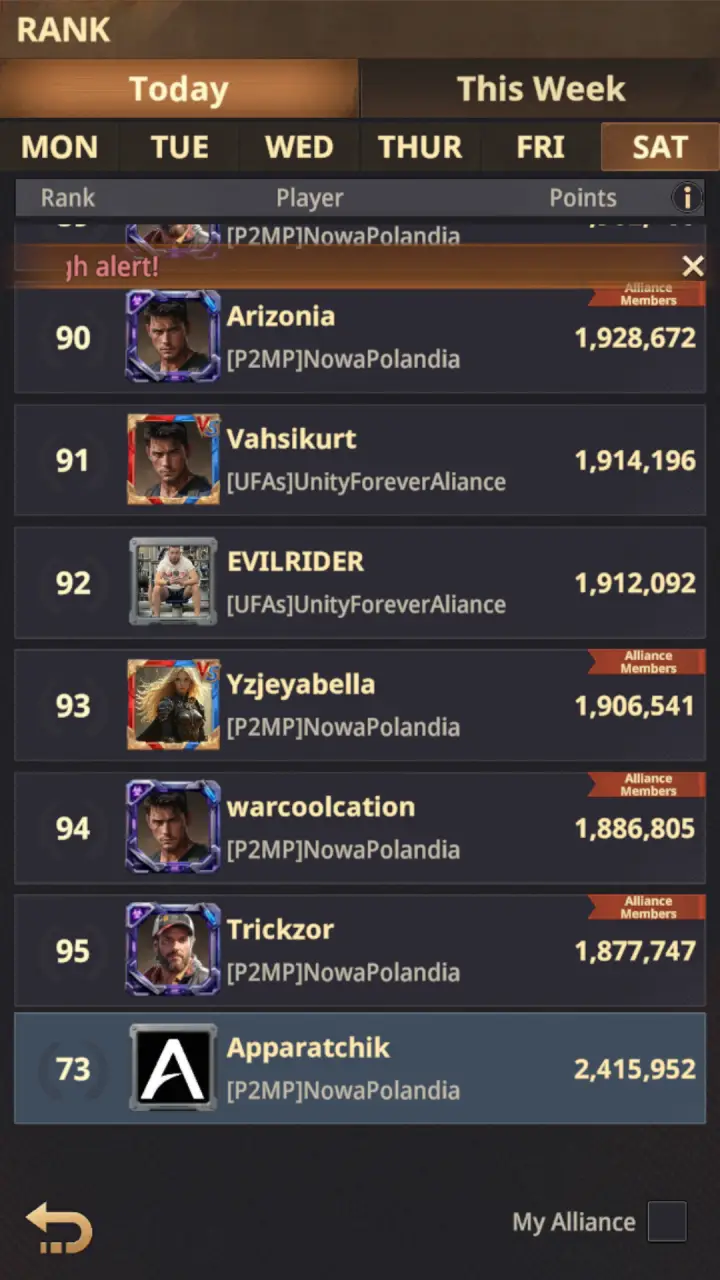 RANK
Today
This Week
MON
TUE
WED
THUR
FRI
SAT
Rank
Player
Points
[P2MP]NowaPolandia
gh alert!
90
Arizonia
[P2MP]NowaPolandia
Alliance
Members
1,928,672
91
Vahsikurt
[UFAs]UnityForeverAliance
1,914,196
92
EVILRIDER
[UFAs]UnityForeverAliance
1,912,092
93
Yzjeyabella
[P2MP]NowaPolandia
Alliance
Members
1,906,541
94
warcoolcation
[P2MP]NowaPolandia
Alliance
Members
1,886,805
95
Trickzor
[P2MP]NowaPolandia
Alliance
Members
1,877,747
73
Apparatchik
[P2MP]NowaPolandia
2,415,952
My Alliance